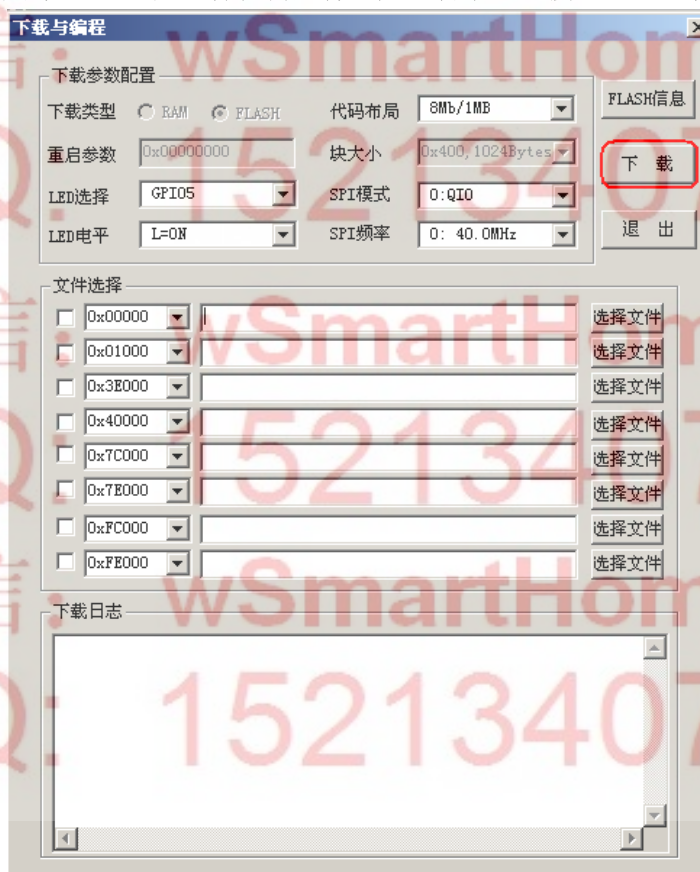 下载与编程
下载参数配置
下载类型 RAM FLASH 代码布局 8Mb/1MB FLASH信息
重启参数 0x00000000 块大小 0x400,1024Bytes 下 载
LED选择 GPIO5 SPI模式 0:QIO
LED电平 L=ON SPI频率 0: 40.0MHz 退 出
文件选择
0x00000 选择文件
0x01000 选择文件
0x3E000 选择文件
0x40000 选择文件
0x7C000 选择文件
0x7E000 选择文件
0xFC000 选择文件
0xFE000 选择文件
下载日志
信: wSmartHom
Q: 15213407
信: wSmartHom
Q: 15213407
信: wSmartHom
Q: 15213407